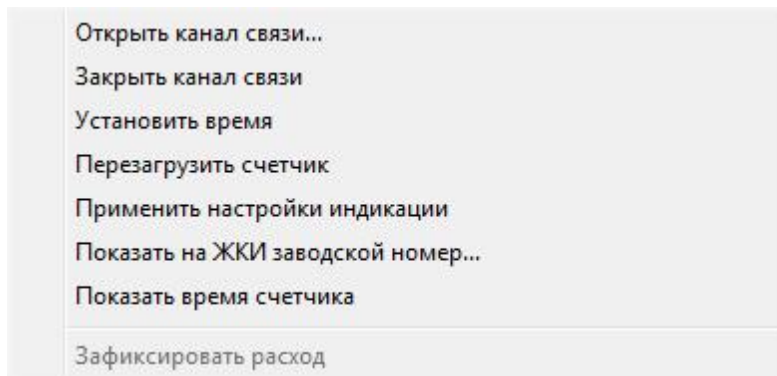 Открыть канал связи...
Закрыть канал связи
Установить время
Перезагрузить счетчик
Применить настройки индикации
Показать на ЖКИ заводской номер...
Показать время счетчика
Зафиксировать расход